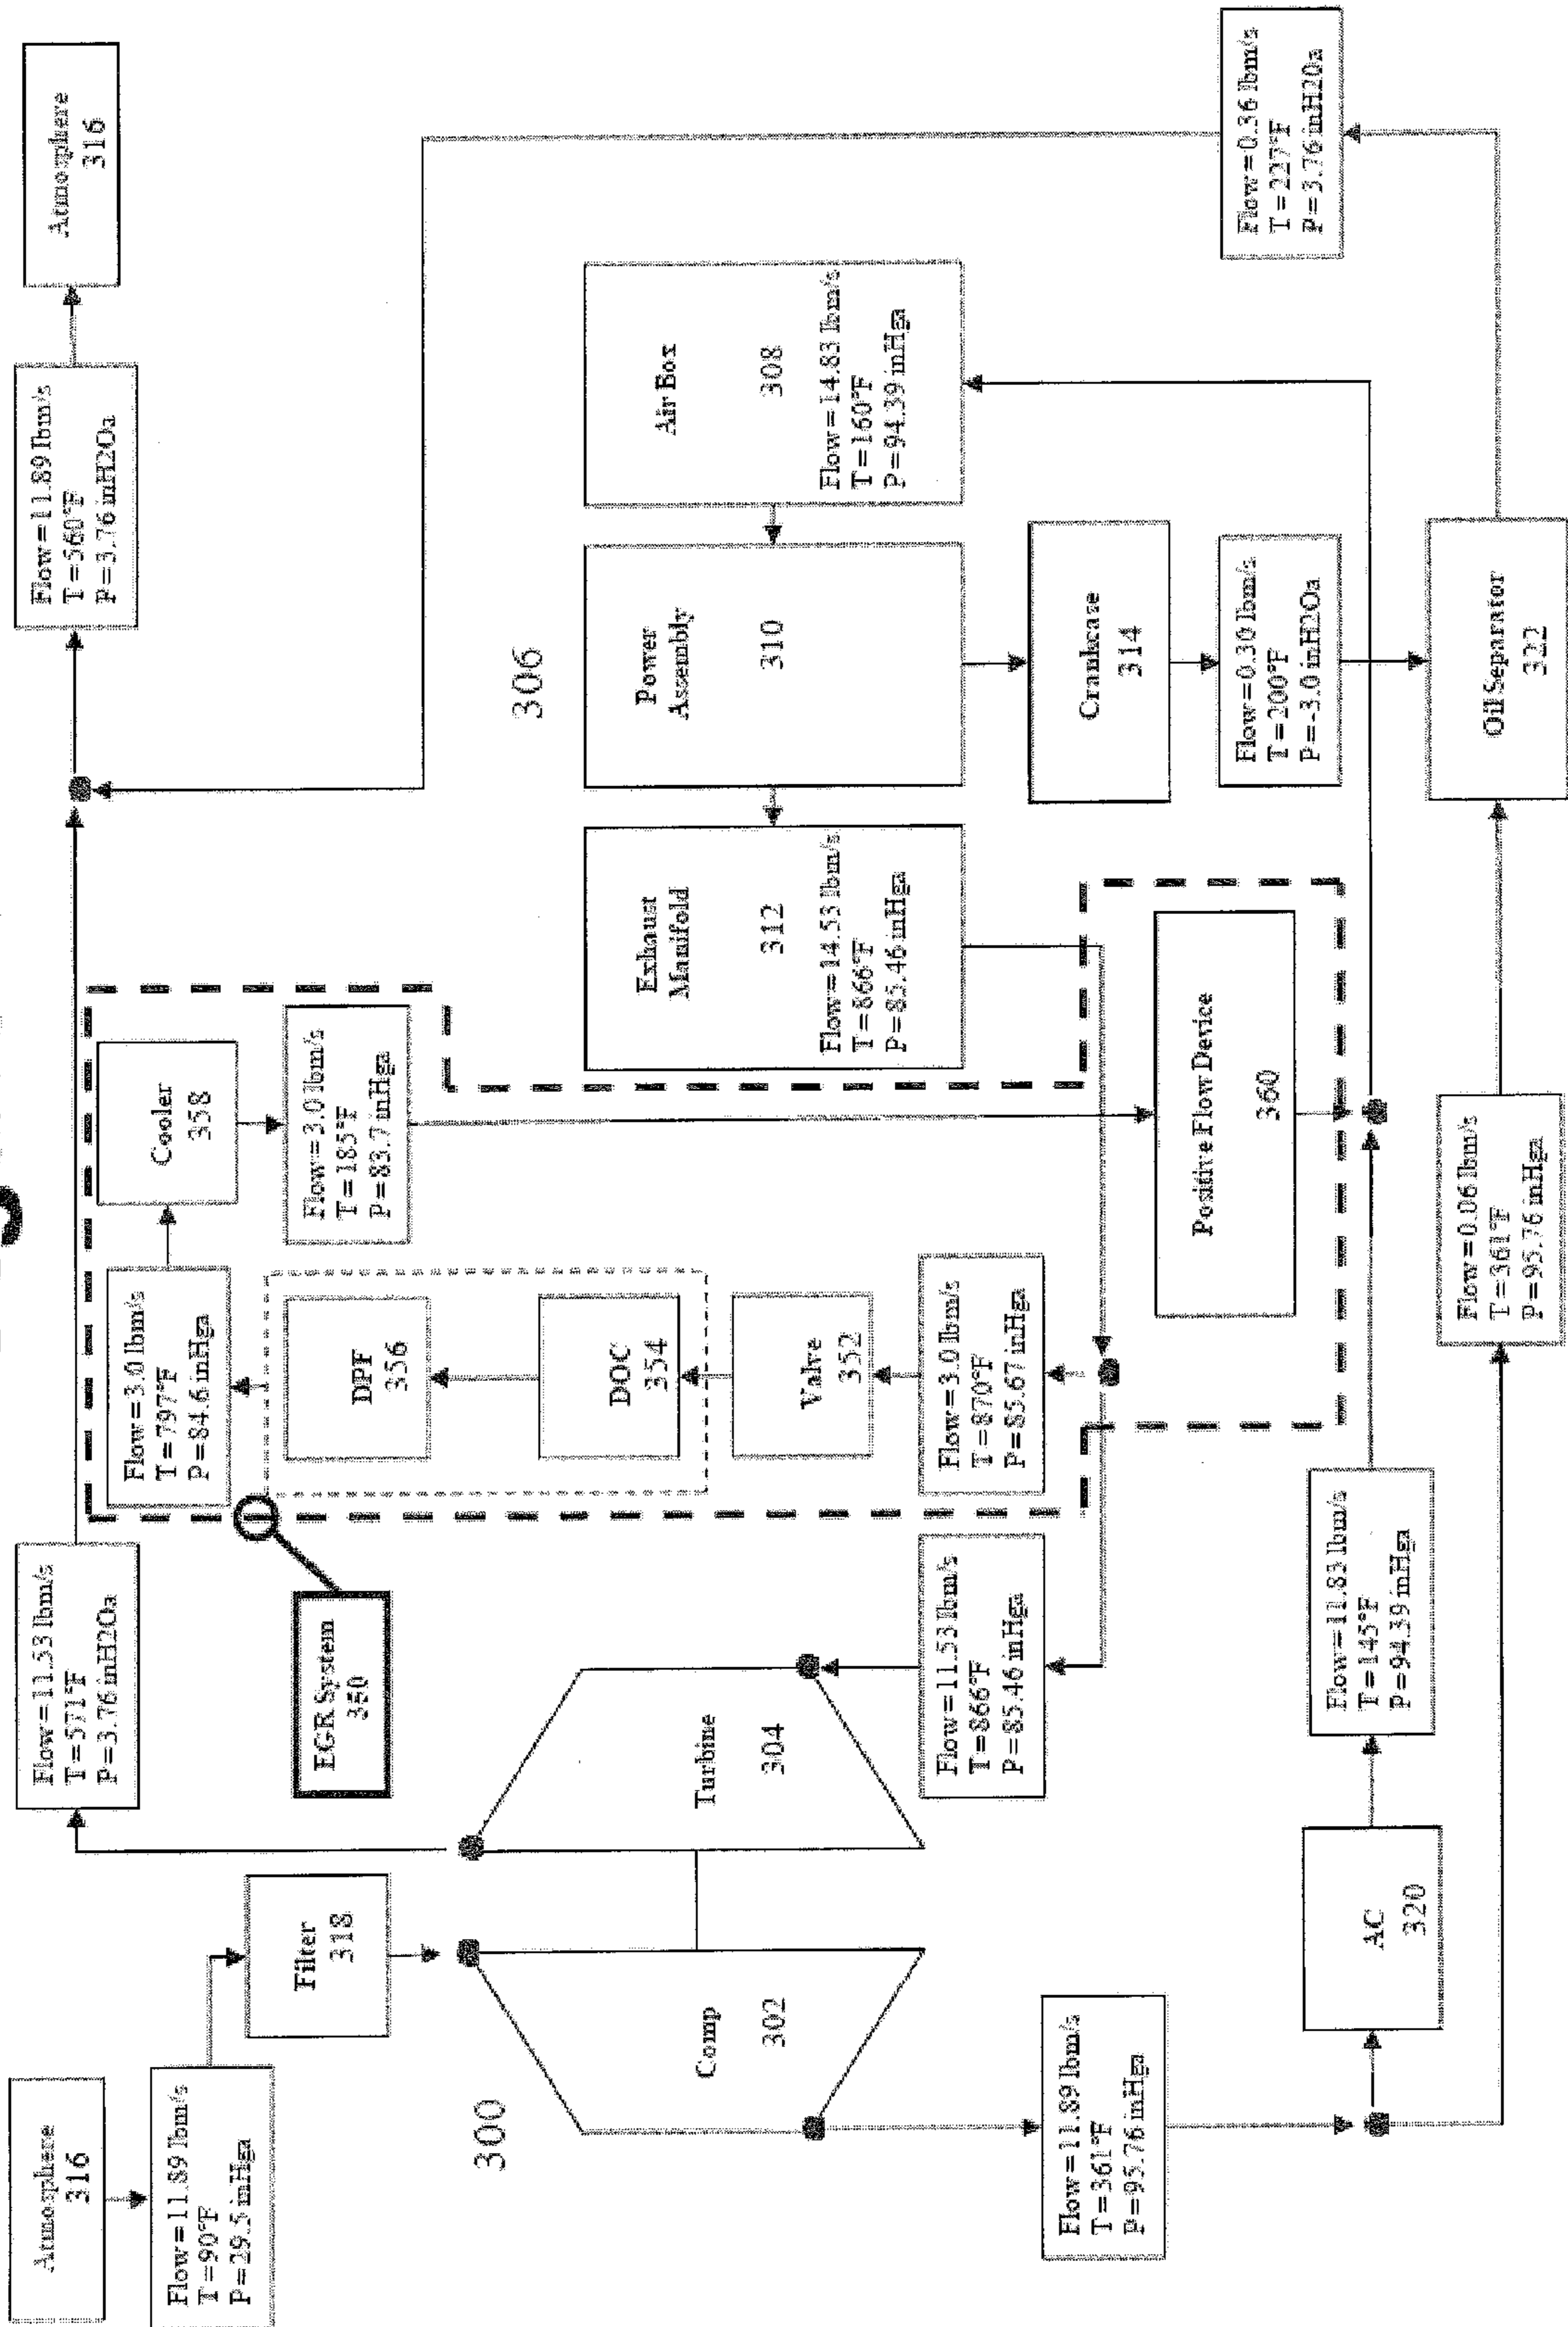 Atmosphere
316
Flow=11.89 lbm/s
T=90°F
P=29.5 inHga
Filter
318
Flow=11.53 lbm/s
T=571°F
P=3.76 inH2Oa
Flow=11.89 lbm/s
T=560°F
P=3.76 inH2Oa
Atmosphere
316
EGR System
350
Flow=3.0 lbm/s
T=797°F
P=84.6 inHga
Cooler
358
Flow=3.0 lbm/s
T=185°F
P=83.7 inHga
DPF
356
DOC
354
Valve
352
Flow=3.0 lbm/s
T=870°F
P=85.67 inHga
300
Comp
302
Turbine
304
Flow=11.53 lbm/s
T=866°F
P=85.46 inHga
306
Exhaust
Manifold
312
Flow=14.53 lbm/s
T=866°F
P=85.46 inHga
Power
Assembly
310
Air Box
308
Flow=14.83 lbm/s
T=160°F
P=94.39 inHga
Crankcase
314
Flow=0.30 lbm/s
T=200°F
P=-3.0 inH2Oa
Positive Flow Device
360
Flow=11.89 lbm/s
T=361°F
P=95.76 inHga
AC
320
Flow=11.83 lbm/s
T=145°F
P=94.39 inHga
Flow=0.06 lbm/s
T=361°F
P=95.76 inHga
Oil Separator
322
Flow=0.36 lbm/s
T=227°F
P=3.76 inH20a